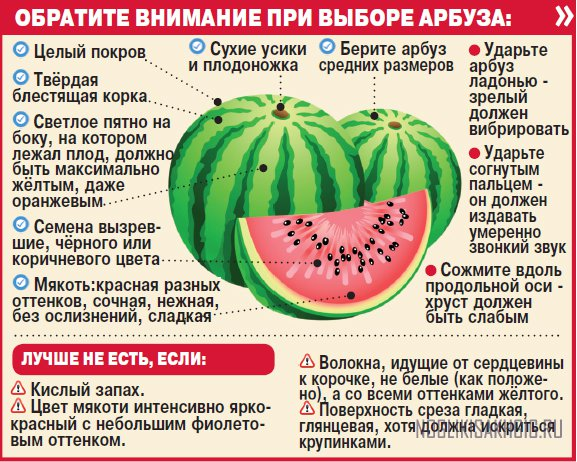 ОБРАТИТЕ ВНИМАНИЕ ПРИ ВЫБОРЕ АРБУЗА:
Целый покров
Твёрдая
блестящая корка
Светлое пятно на
боку, на котором
лежал плод, должно
быть максимально
жёлтым, даже
оранжевым
Семена вызрев-
шие, чёрного или
коричневого цвета
Мякоть:красная разных
оттенков, сочная, нежная,
без ослизнений, сладкая
Сухие усики
и плодоножка
Берите арбуз
средних размеров
Ударьте
арбуз
ладонью -
зрелый
должен
вибрировать
Ударьте
согнутым
пальцем -
он должен
издавать
умеренно
звонкий звук
Сожмите вдоль
продольной оси -
хруст должен
быть слабым
ЛУЧШЕ НЕ ЕСТЬ, ЕСЛИ:
Кислый запах.
Цвет мякоти интенсивно ярко-
красный с небольшим фиолето-
вым оттенком.
Волокна, идущие от сердцевины
к корочке, не белые (как положе-
но), а со всеми оттенками жёлтого.
Поверхность среза гладкая,
глянцевая, хотя должна искриться
крупинками.